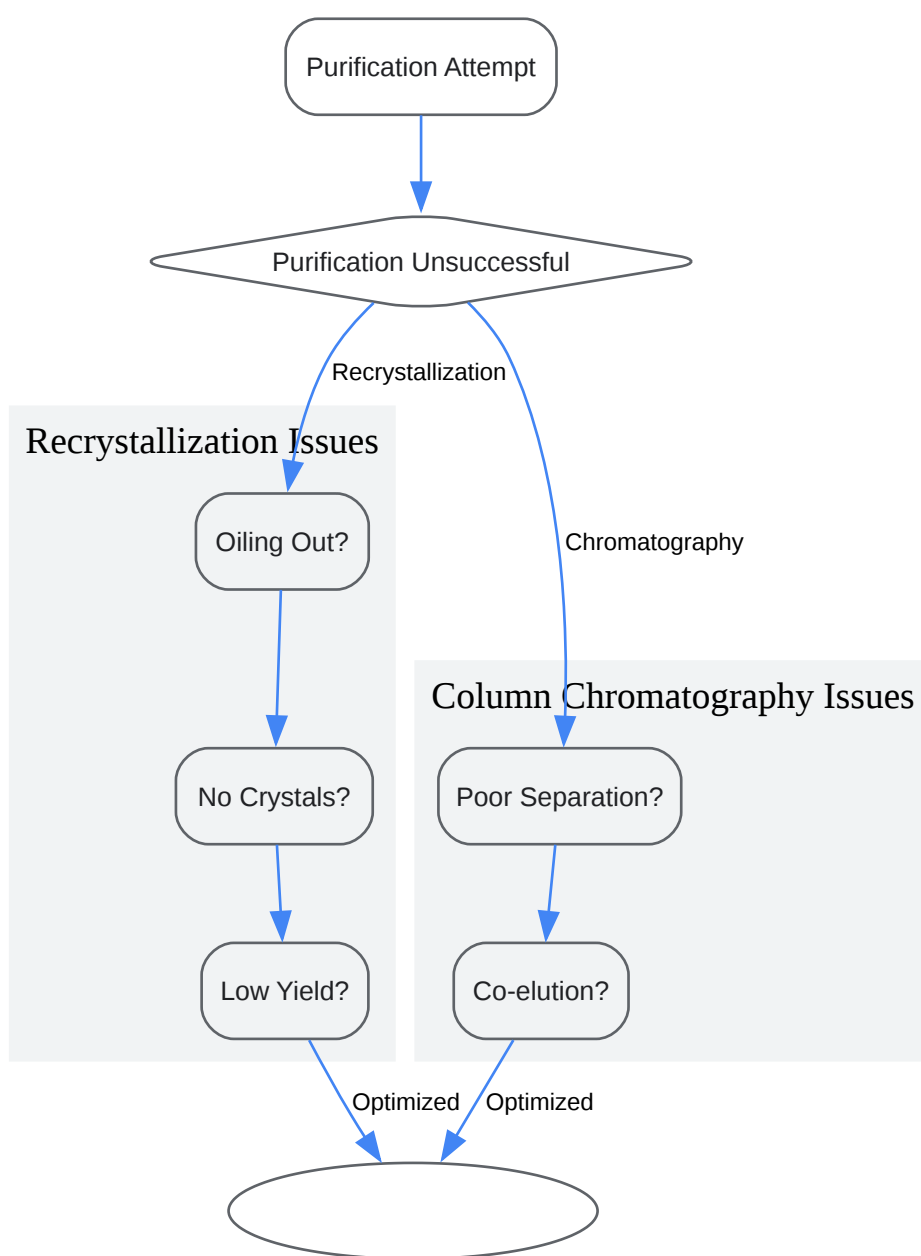 Purification Attempt
Purification Unsuccessful
Recrystallization
Recrystallization Issues
Oiling Out?
Chromatography
Column Chromatography Issues
No Crystals?
Poor Separation?
Low Yield?
Co-elution?
Optimized
Optimized